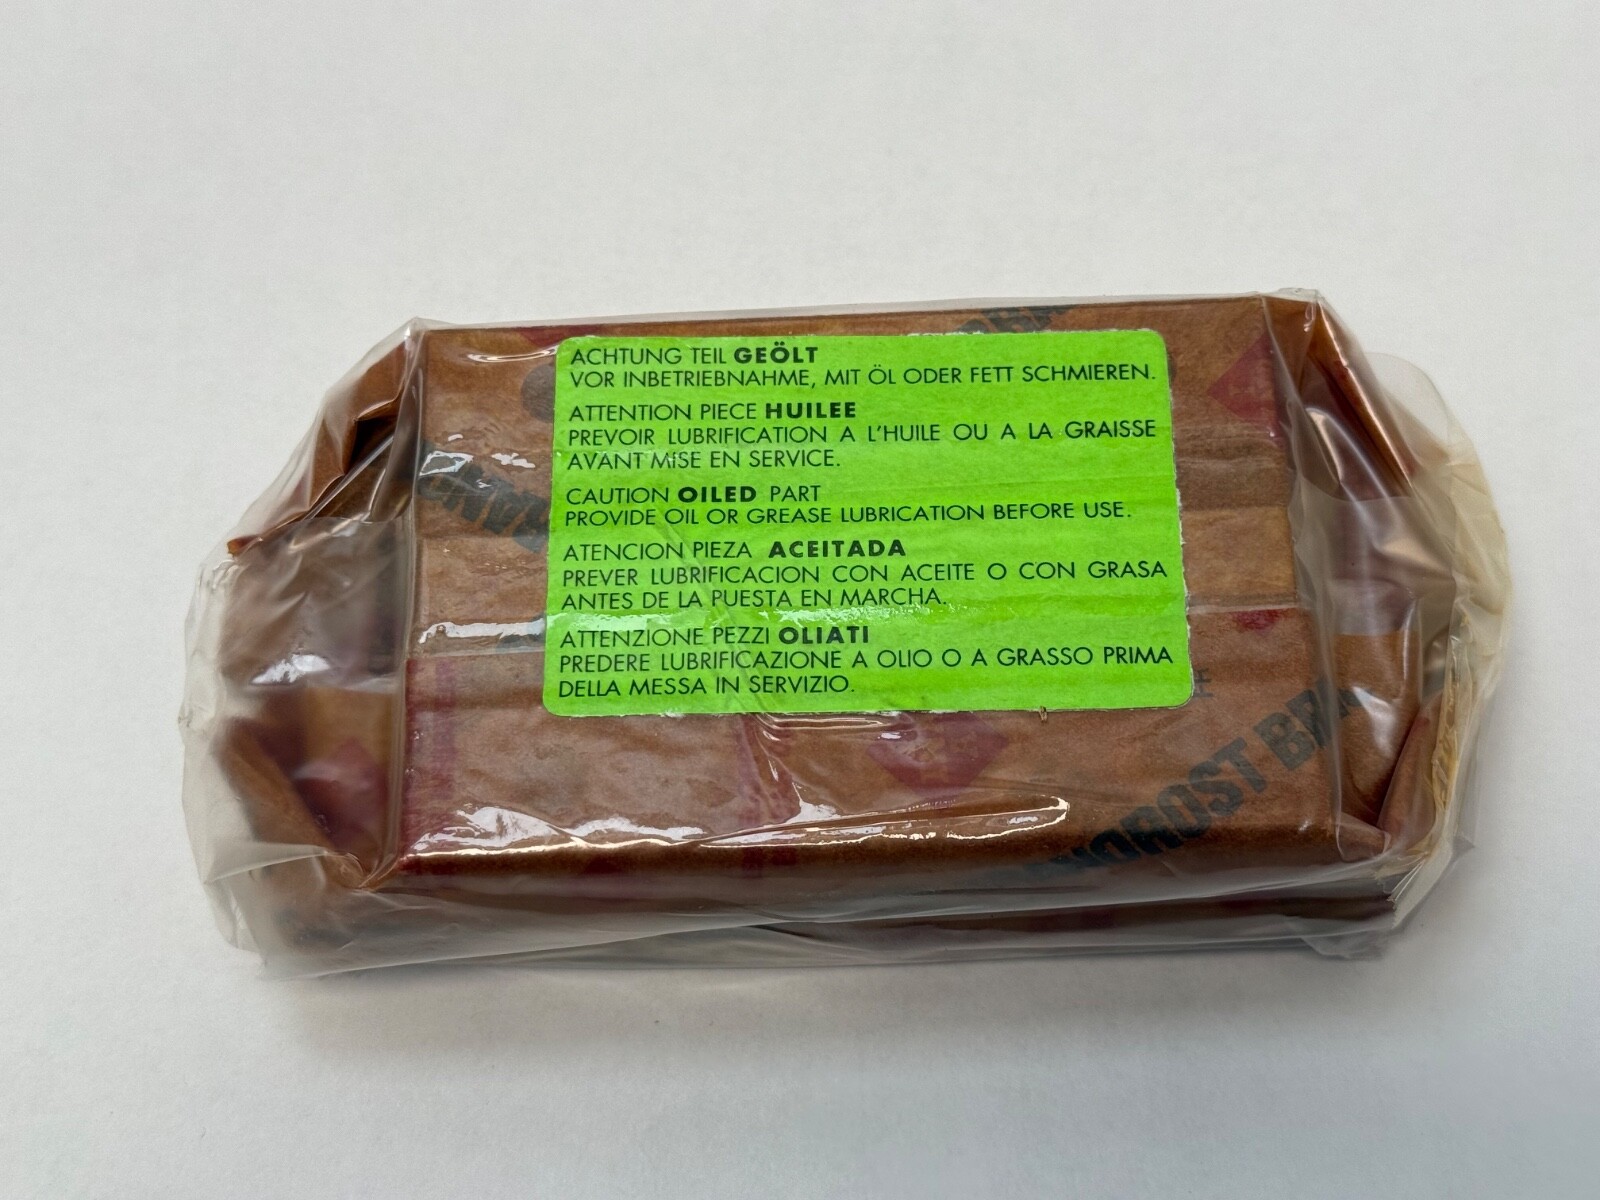 ACHTUNG TEIL GEÖLT
VOR INBETRIEBNAHME, MIT ÖL ODER FETT SCHMIEREN.
ATTENTION PIECE HUILEE
PREVOIR LUBRIFICATION A L'HUILE OU A LA GRAISSE
AVANT MISE EN SERVICE.
CAUTION OILED PART
PROVIDE OIL OR GREASE LUBRICATION BEFORE USE.
ATENCION PIEZA ACEITADA
PREVER LUBRIFICACION CON ACEITE O CON GRASA
ANTES DE LA PUESTA EN MARCHA.
ATTENZIONE PEZZI OLIATI
PREDERE LUBRIFICAZIONE A OLIO O A GRASSO PRIMA
DELLA MESSA IN SERVIZIO.